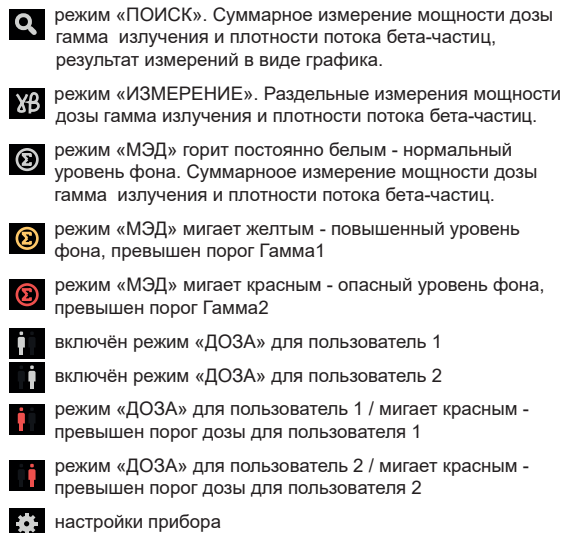 режим «ПОИСК». Суммарное измерение мощности дозы
гамма излучения и плотности потока бета-частиц,
результат измерений в виде графика.
γβ
режим «ИЗМЕРЕНИЕ». Раздельные измерения мощности
дозы гамма излучения и плотности потока бета-частиц.
Σ
режим «МЭД» горит постоянно белым - нормальный
уровень фона. Суммарноое измерение мощности дозы
гамма излучения и плотности потока бета-частиц.
Σ
режим «МЭД» мигает желтым - повышенный уровень
фона, превышен порог Гамма1
Σ
режим «МЭД» мигает красным - опасный уровень фона,
превышен порог Гамма2
включён режим «ДОЗА» для пользователь 1
включён режим «ДОЗА» для пользователь 2
режим «ДОЗА» для пользователь 1 / мигает красным -
превышен порог дозы для пользователя 1
режим «ДОЗА» для пользователь 2 / мигает красным -
превышен порог дозы для пользователя 2
настройки прибора